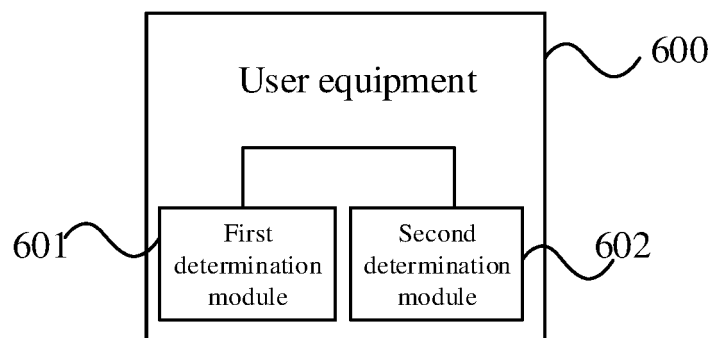 User equipment
600
601
First
determination
module
Second
determination
module
602